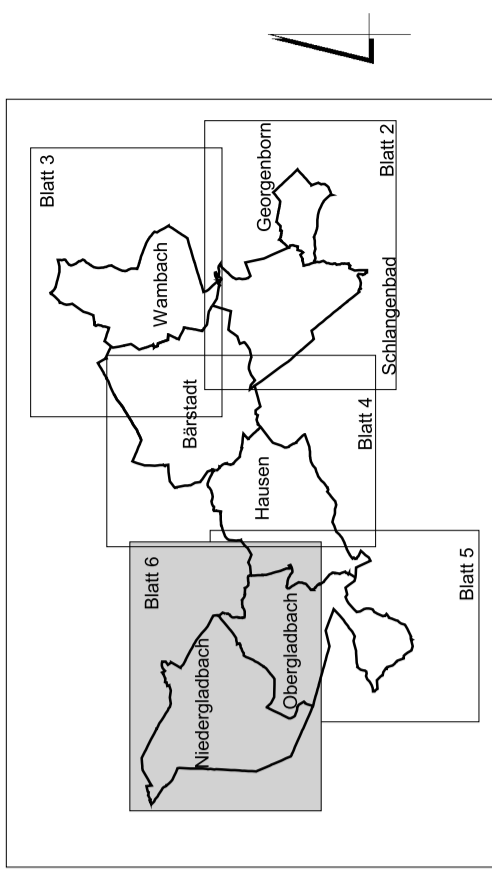 Blatt 3
Wambach
Blatt 2
Georgenborn
Schlangenbad
Bärstadt
Blatt 4
Hausen
Blatt 6
Niedergladbach
Obergladbach
Blatt 5